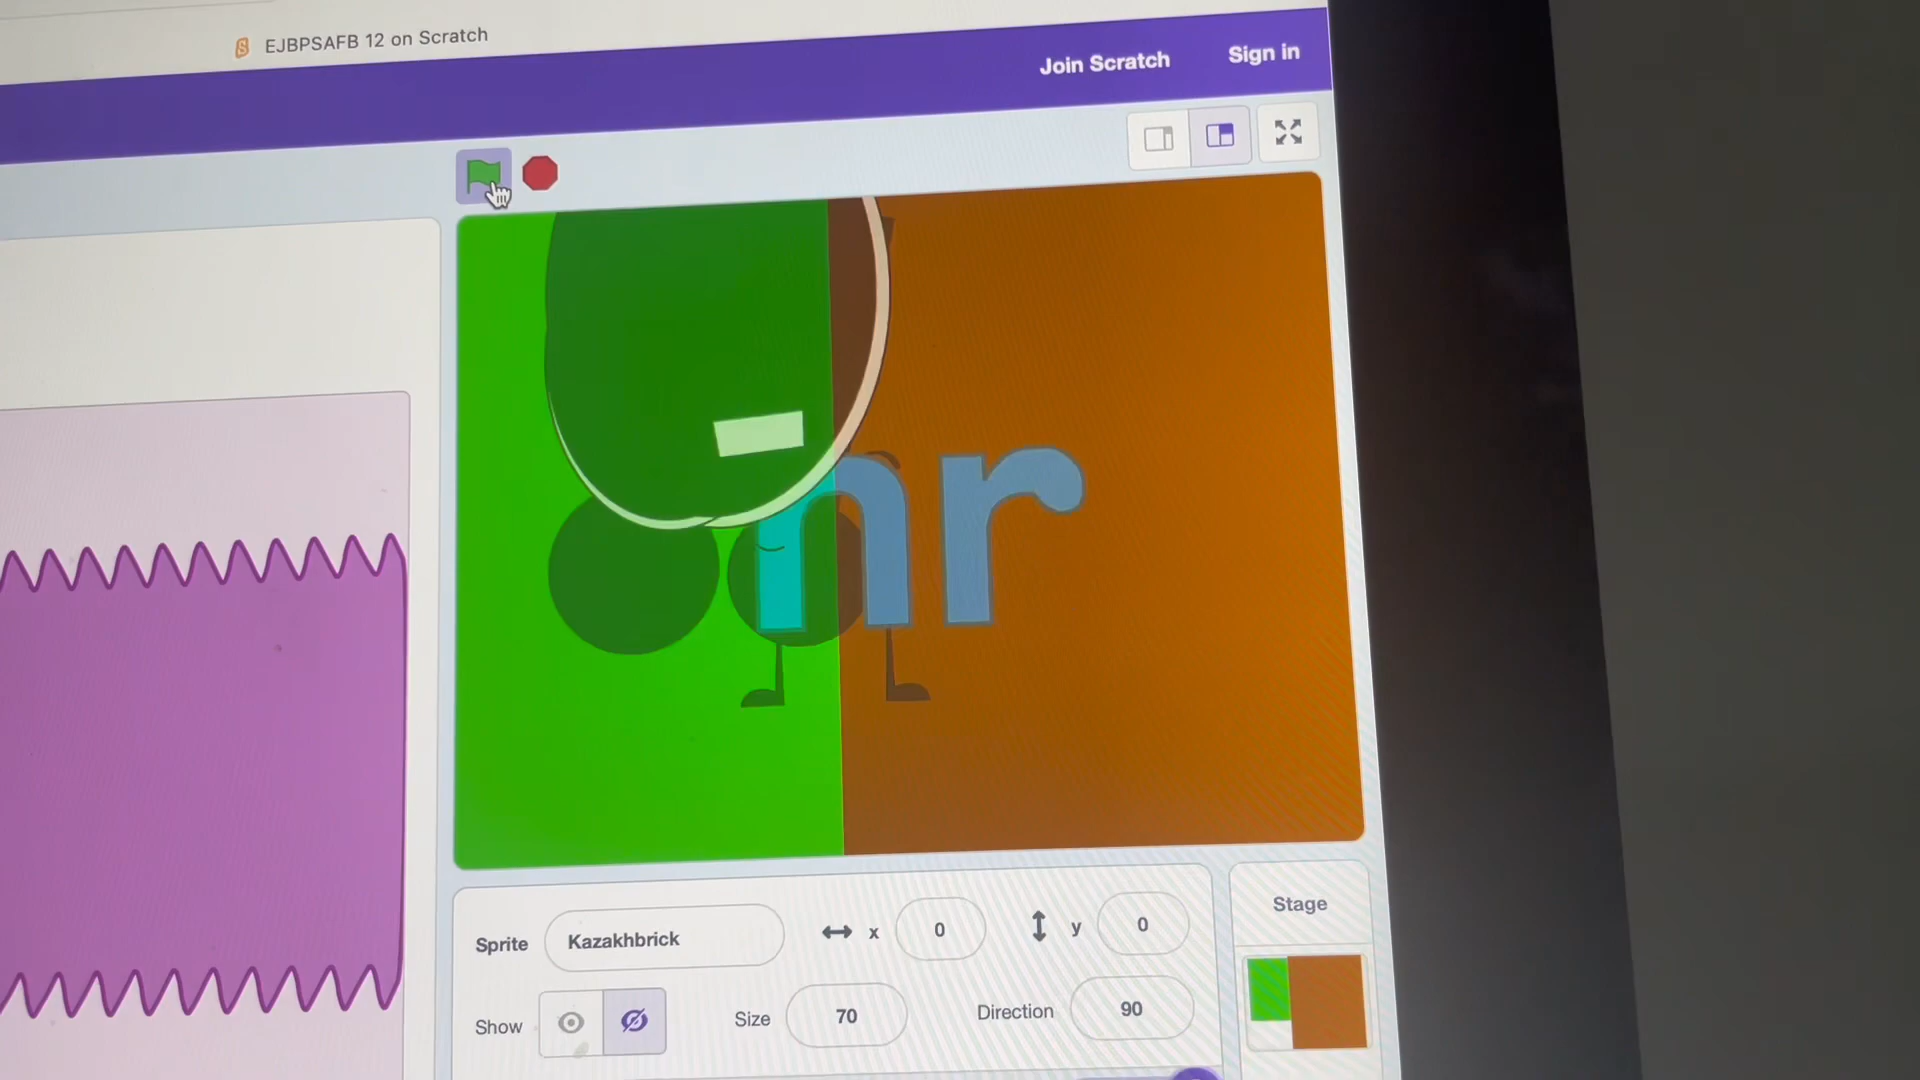 EJBPSAFB 12 on Scratch
Join Scratch
Sign in
nr
Sprite
Kazakhbrick
x
0
y
0
Show
Size
70
Direction
90
Stage